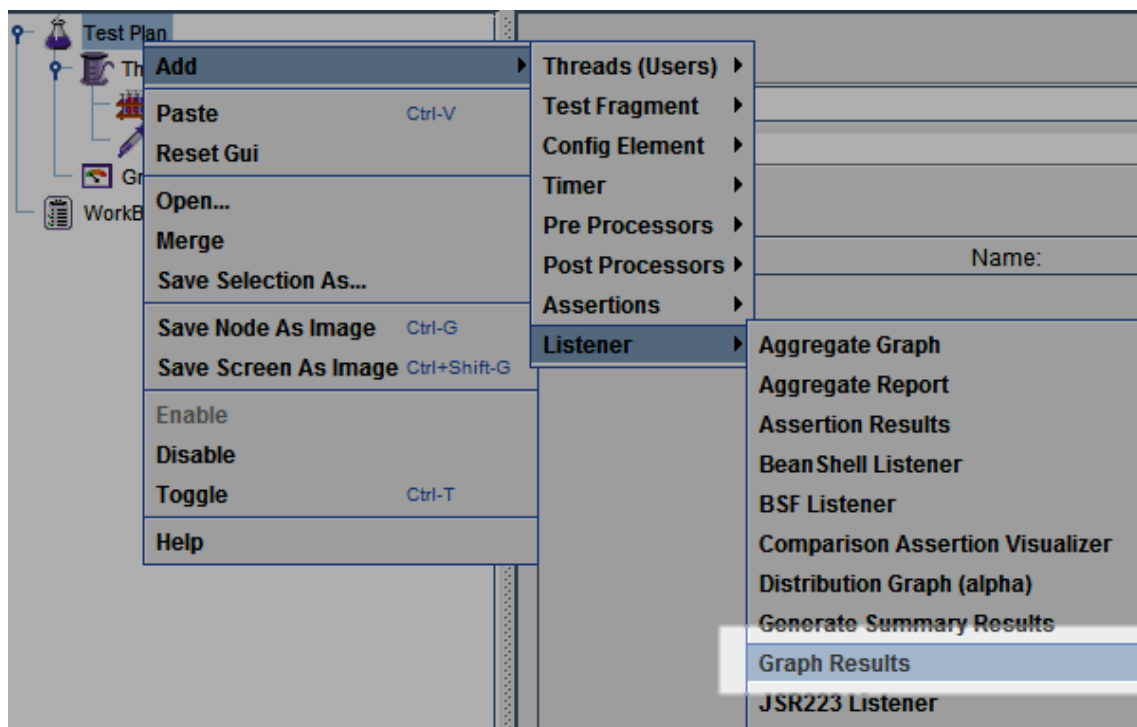 Test Plan
Th
Gr
WorkB
Add
Paste Ctrl-V
Reset Gui
Open...
Merge
Save Selection As...
Save Node As Image Ctrl-G
Save Screen As Image Ctrl+Shift-G
Enable
Disable
Toggle Ctrl-T
Help
Threads (Users)
Test Fragment
Config Element
Timer
Pre Processors
Post Processors
Assertions
Listener
Name:
Aggregate Graph
Aggregate Report
Assertion Results
BeanShell Listener
BSF Listener
Comparison Assertion Visualizer
Distribution Graph (alpha)
Generate Summary Results
Graph Results
JSR223 Listener